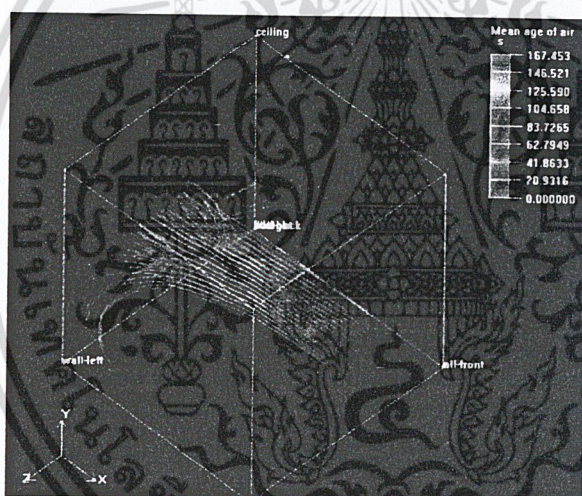 ceiling
Mean age of air
s
167.453
146.521
125.590
104.658
83.7265
62.7949
41.8633
20.9316
0.000000
wall-left
all-front
Y
Z
X